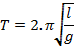 T = 2.π√(l/g)